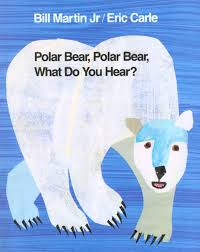 Bill Martin Jr / Eric Carle
Polar Bear, Polar Bear,
What Do You Hear?